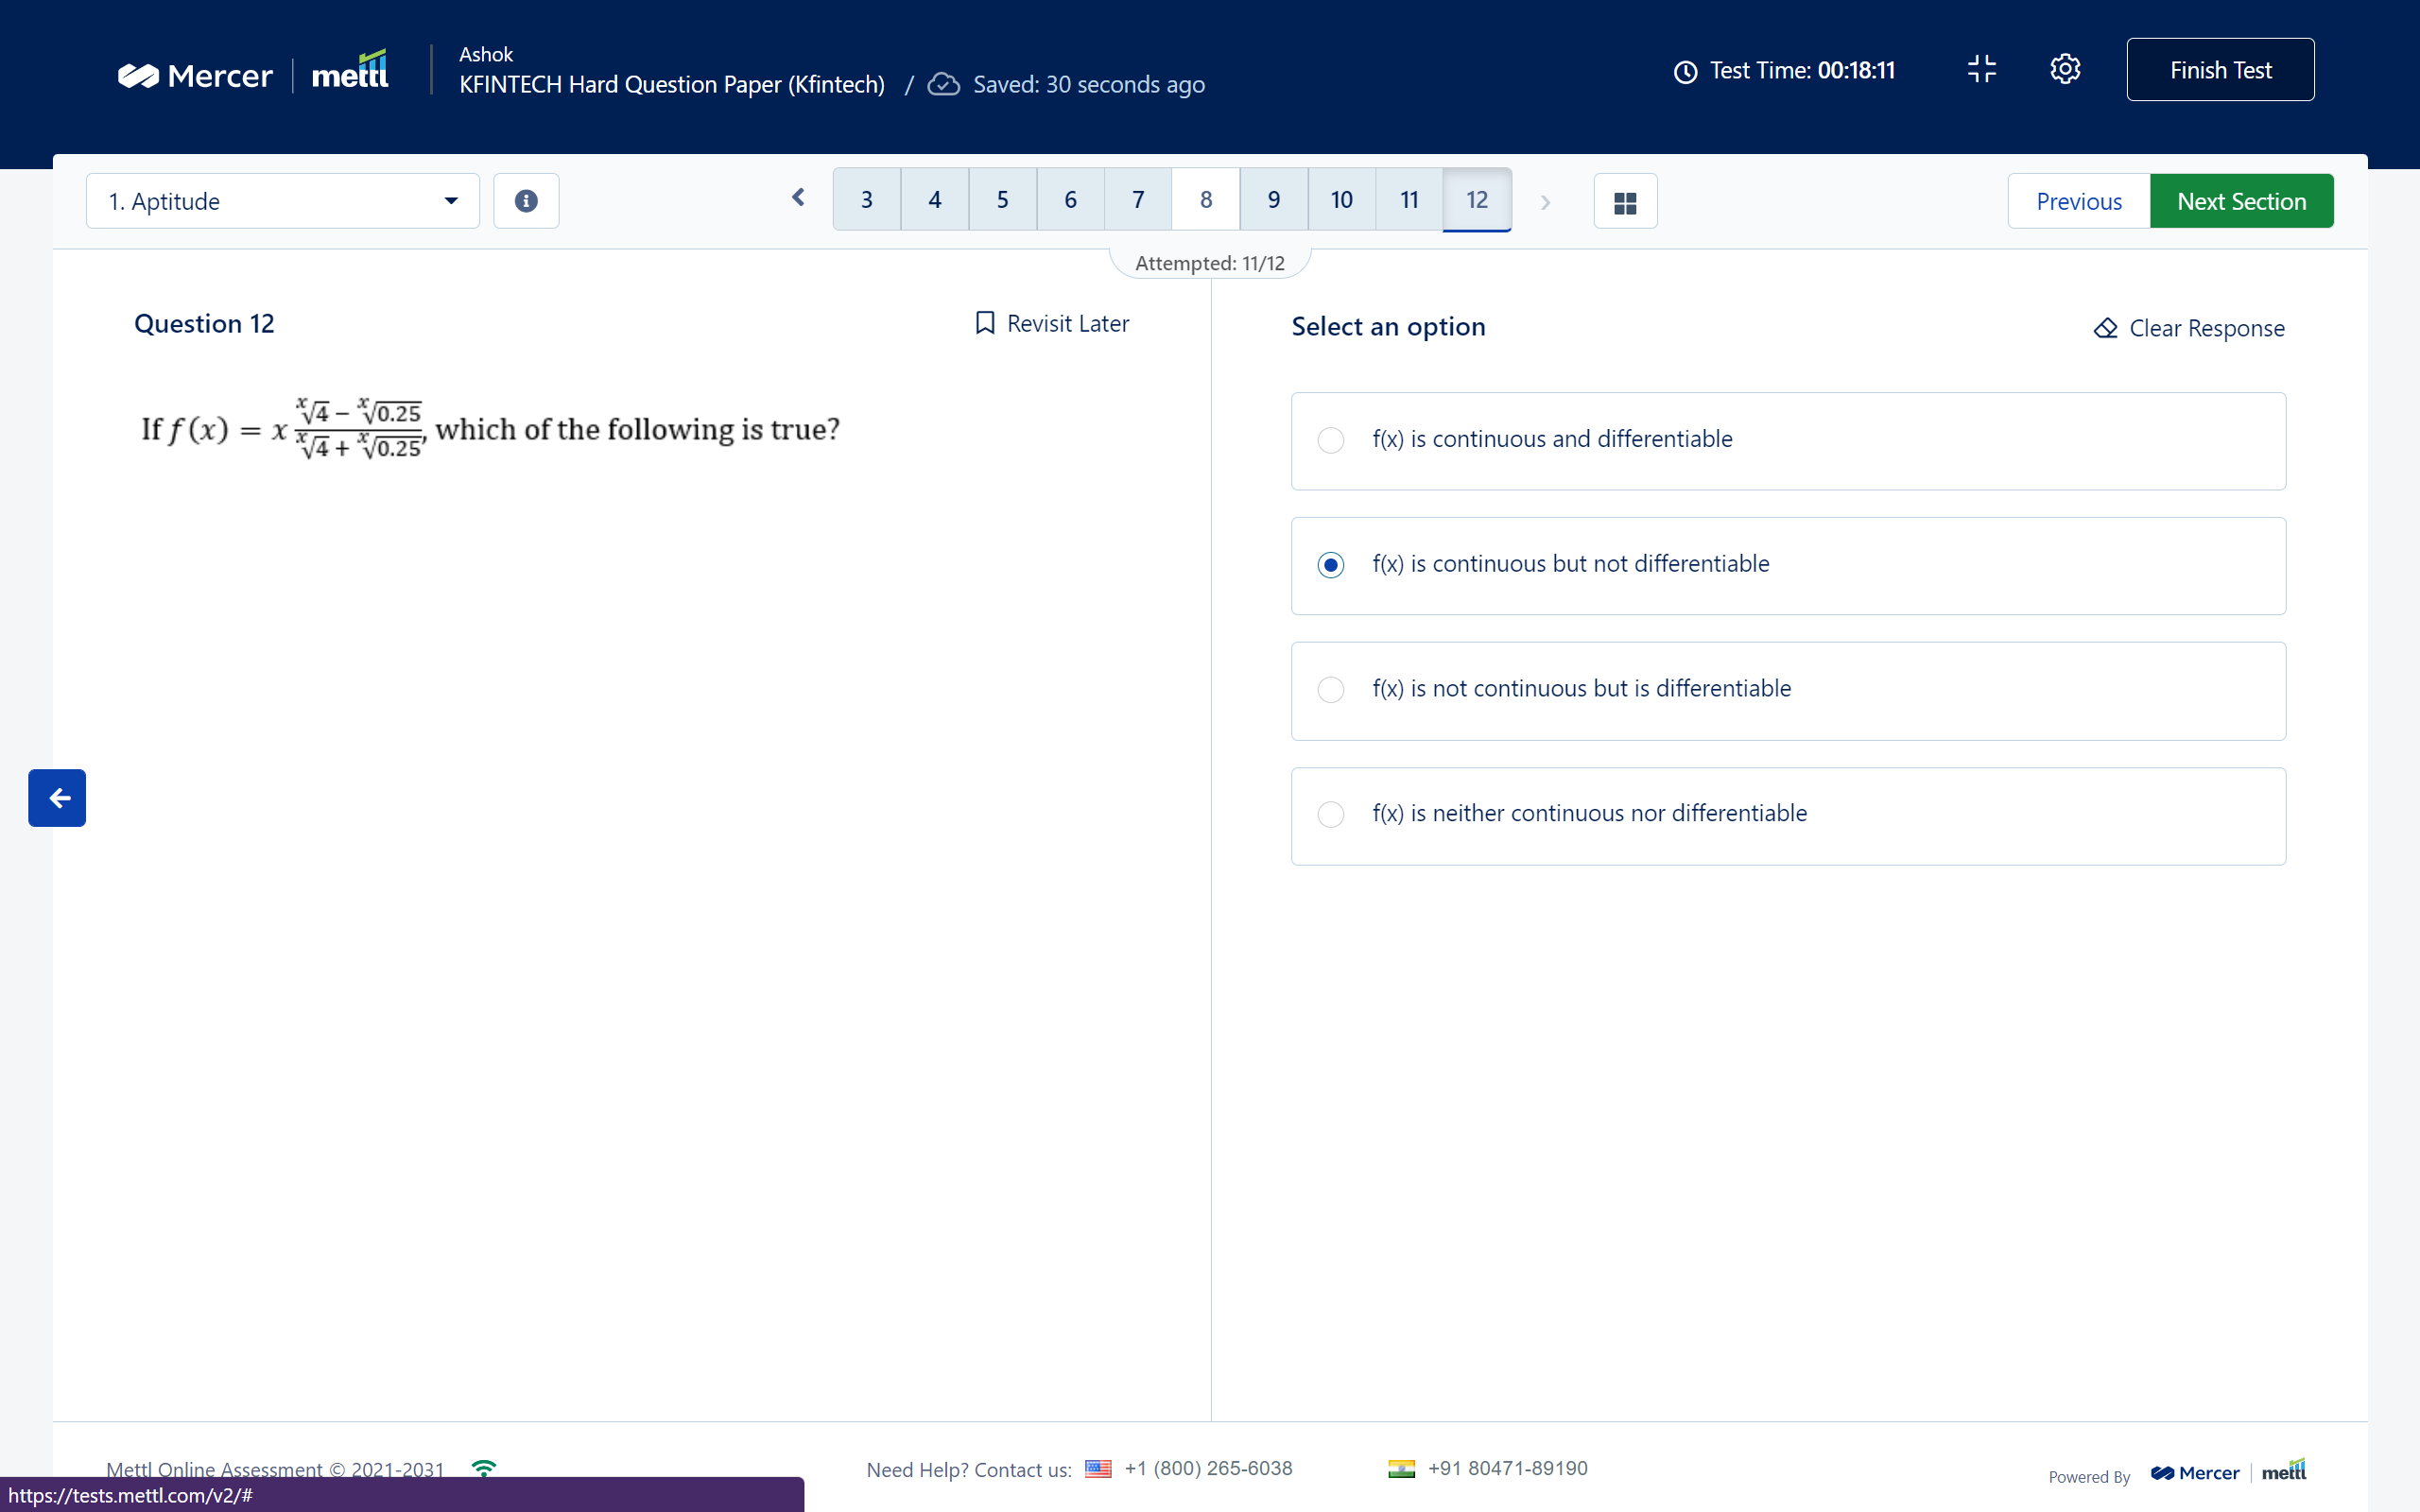 Mercer | mettl
Ashok
KFINTECH Hard Question Paper (Kfintech) / Saved: 30 seconds ago
Test Time: 00:18:11
Finish Test
1. Aptitude
3 4 5 6 7 8 9 10 11 12
Previous
Next Section
Attempted: 11/12
Question 12
Revisit Later
If f(x) = x (ˣ√4 − ˣ√0.25)/(ˣ√4 + ˣ√0.25), which of the following is true?
Select an option
Clear Response
f(x) is continuous and differentiable
f(x) is continuous but not differentiable
f(x) is not continuous but is differentiable
f(x) is neither continuous nor differentiable
Mettl Online Assessment © 2021-2031
Need Help? Contact us: +1 (800) 265-6038 +91 80471-89190
Powered By Mercer | mettl
https://tests.mettl.com/v2/#